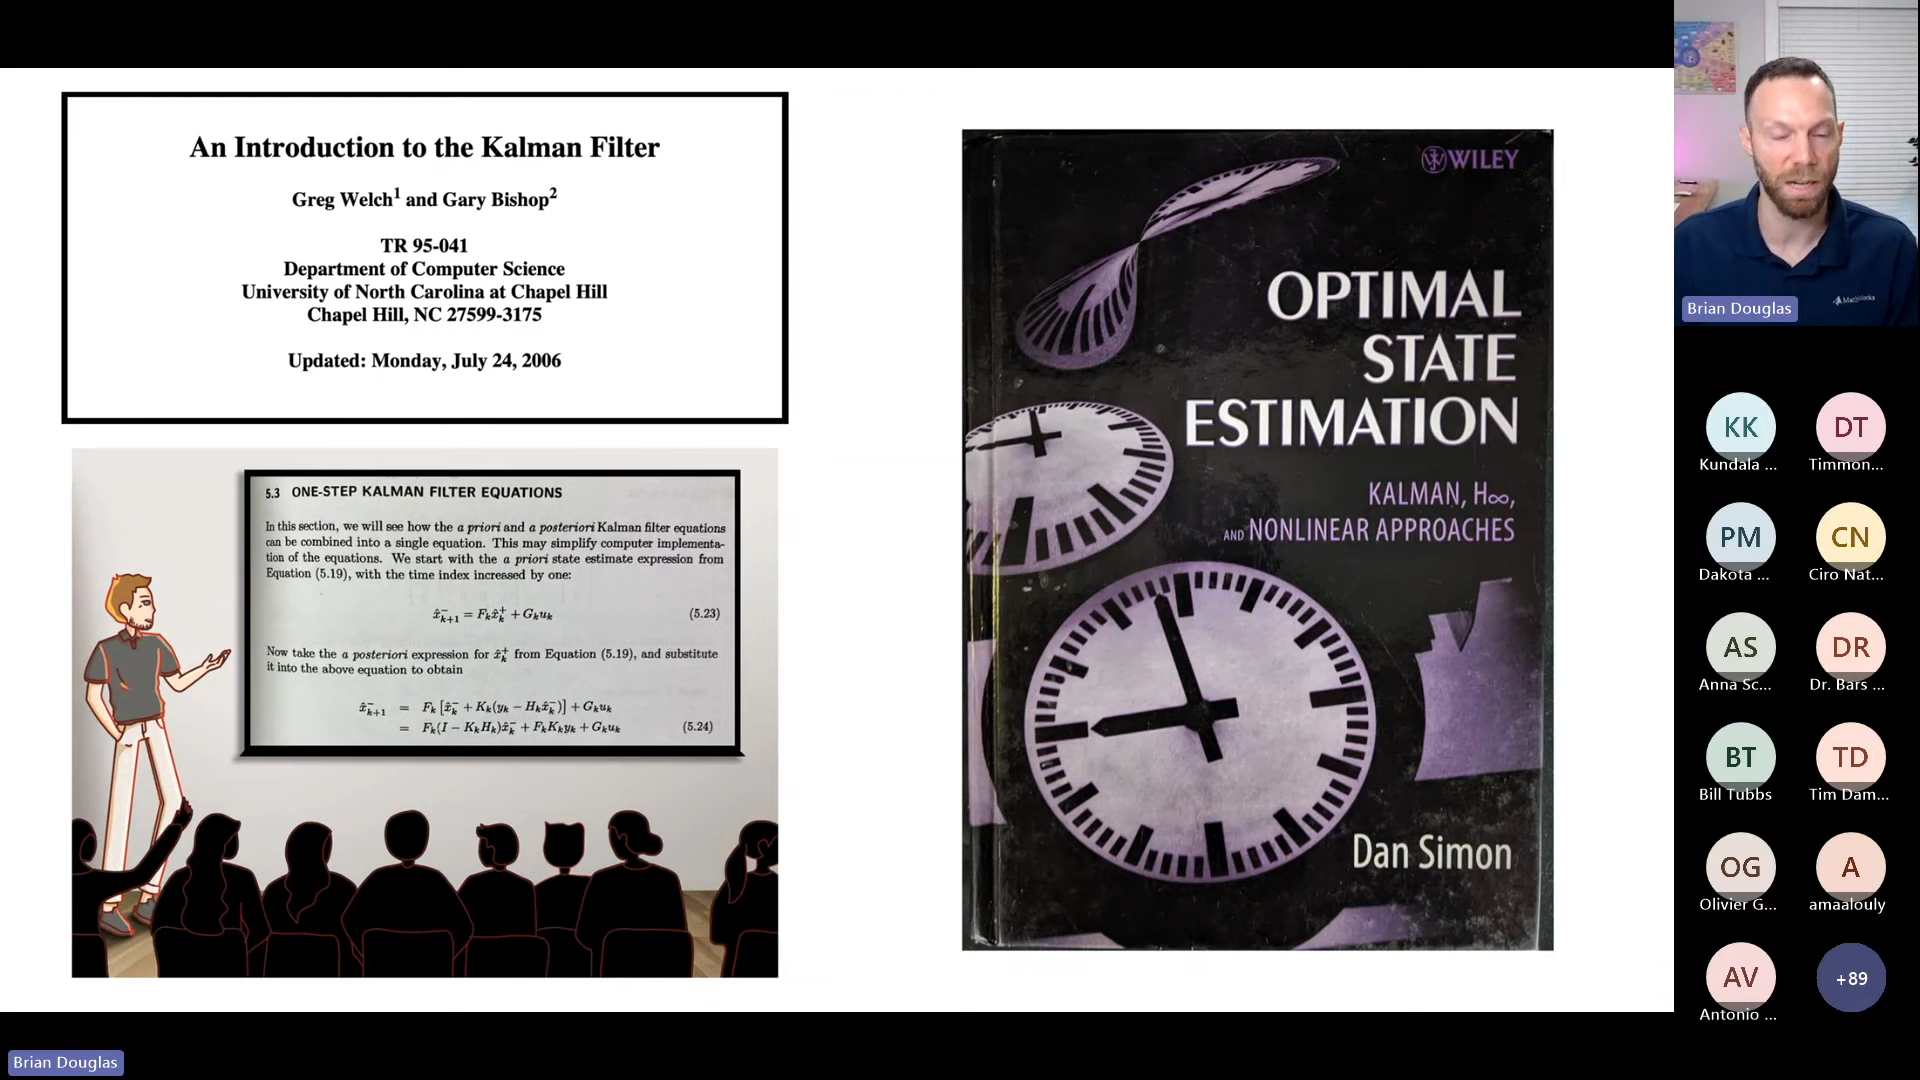 An Introduction to the Kalman Filter
Greg Welch¹ and Gary Bishop²
TR 95-041
Department of Computer Science
University of North Carolina at Chapel Hill
Chapel Hill, NC 27599-3175
Updated: Monday, July 24, 2006
5.3 ONE-STEP KALMAN FILTER EQUATIONS
In this section, we will see how the a priori and a posteriori Kalman filter equations
can be combined into a single equation. This may simplify computer implementa-
tion of the equations. We start with the a priori state estimate expression from
Equation (5.19), with the time index increased by one:
x̂⁻ₖ₊₁ = Fₖx̂⁺ₖ + Gₖuₖ (5.23)
Now take the a posteriori expression for x̂⁺ₖ from Equation (5.19), and substitute
it into the above equation to obtain
x̂⁻ₖ₊₁ = Fₖ [x̂⁻ₖ + Kₖ(yₖ − Hₖx̂⁻ₖ)] + Gₖuₖ
= Fₖ(I − KₖHₖ)x̂⁻ₖ + FₖKₖyₖ + Gₖuₖ (5.24)
WILEY
OPTIMAL
STATE
ESTIMATION
KALMAN, H∞,
AND NONLINEAR APPROACHES
Dan Simon
MathWorks
Brian Douglas
KK
Kundala ...
DT
Timmon...
PM
Dakota ...
CN
Ciro Nat...
AS
Anna Sc...
DR
Dr. Bars ...
BT
Bill Tubbs
TD
Tim Dam...
OG
Olivier G...
A
amaalouly
AV
Antonio ...
+89
Brian Douglas